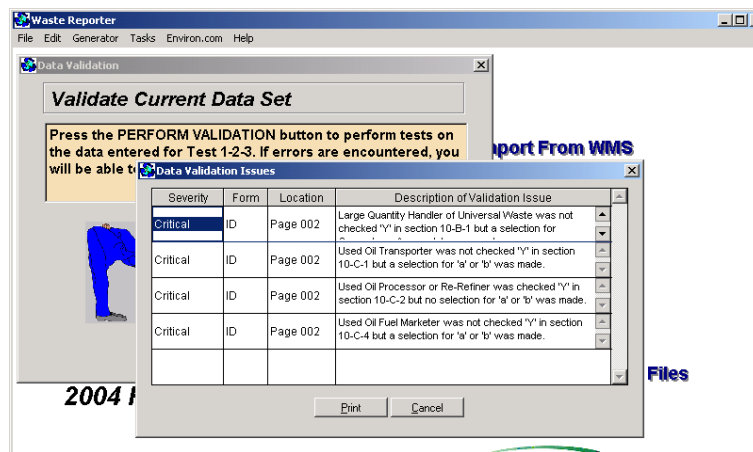 Waste Reporter
File Edit Generator Tasks Environ.com Help
Data Validation
Validate Current Data Set
Press the PERFORM VALIDATION button to perform tests on
the data entered for Test 1-2-3. If errors are encountered, you
will be able
Import From WMS
Data Validation Issues
Severity Form Location Description of Validation Issue
Critical ID Page 002 Large Quantity Handler of Universal Waste was not
checked 'Y' in section 10-B-1 but a selection for
Critical ID Page 002 Used Oil Transporter was not checked 'Y' in section
10-C-1 but a selection for 'a' or 'b' was made.
Critical ID Page 002 Used Oil Processor or Re-Refiner was checked 'Y' in
section 10-C-2 but no selection for 'a' or 'b' was made.
Critical ID Page 002 Used Oil Fuel Marketer was not checked 'Y' in section
10-C-4 but a selection for 'a' or 'b' was made.
Files
2004
Print Cancel